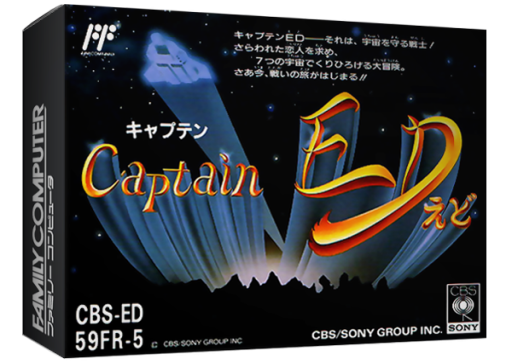 FF
FAMICOM FAMILY
キャプテンED——それは、宇宙を守る戦士！
さらわれた恋人を求め、
7つの宇宙でくりひろげる大冒険。
さあ今、戦いの旅がはじまる!!
キャプテン
Captain ED
えど
FAMILY COMPUTER
ファミリー コンピュータ
CBS
SONY
CBS-ED
59FR-5
© CBS/SONY GROUP INC.
CBS/SONY GROUP INC.